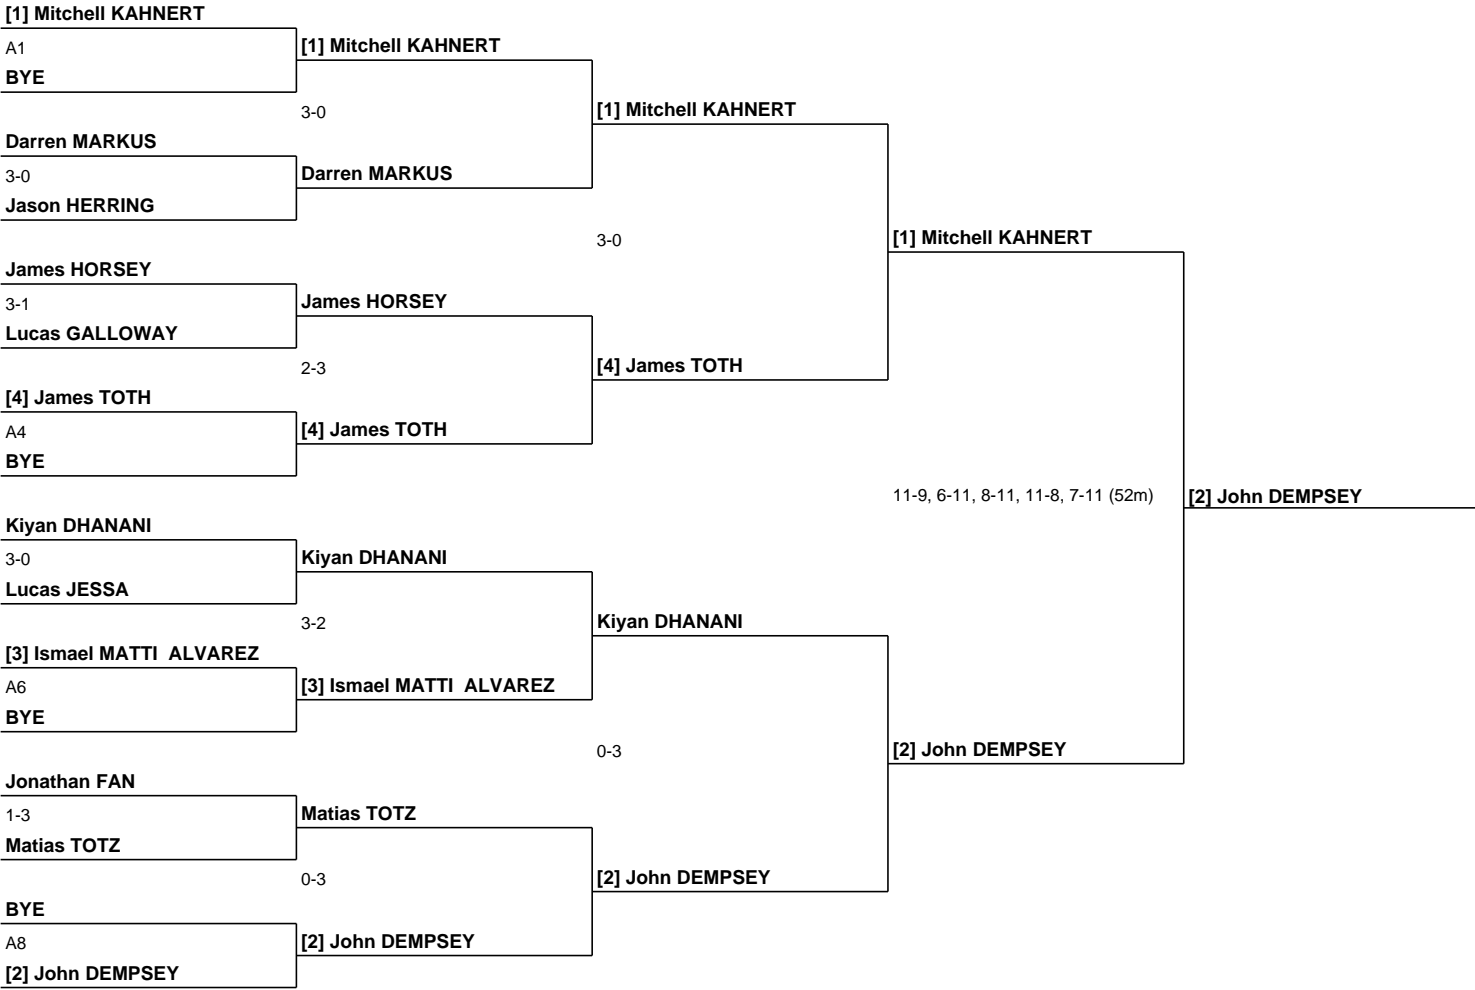 [1] Mitchell KAHNERT
A1
BYE
Darren MARKUS
3-0
Jason HERRING
James HORSEY
3-1
Lucas GALLOWAY
[4] James TOTH
A4
BYE
Kiyan DHANANI
3-0
Lucas JESSA
[3] Ismael MATTI  ALVAREZ
A6
BYE
Jonathan FAN
1-3
Matias TOTZ
BYE
A8
[2] John DEMPSEY
[1] Mitchell KAHNERT
3-0
Darren MARKUS
James HORSEY
2-3
[4] James TOTH
Kiyan DHANANI
3-2
[3] Ismael MATTI  ALVAREZ
Matias TOTZ
0-3
[2] John DEMPSEY
[1] Mitchell KAHNERT
3-0
[4] James TOTH
Kiyan DHANANI
0-3
[2] John DEMPSEY
[1] Mitchell KAHNERT
11-9, 6-11, 8-11, 11-8, 7-11 (52m)
[2] John DEMPSEY
[2] John DEMPSEY